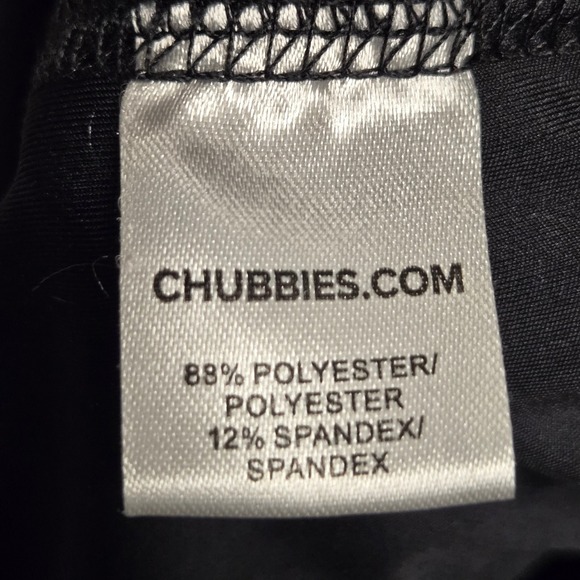 CHUBBIES.COM
88% POLYESTER/
POLYESTER
12% SPANDEX/
SPANDEX